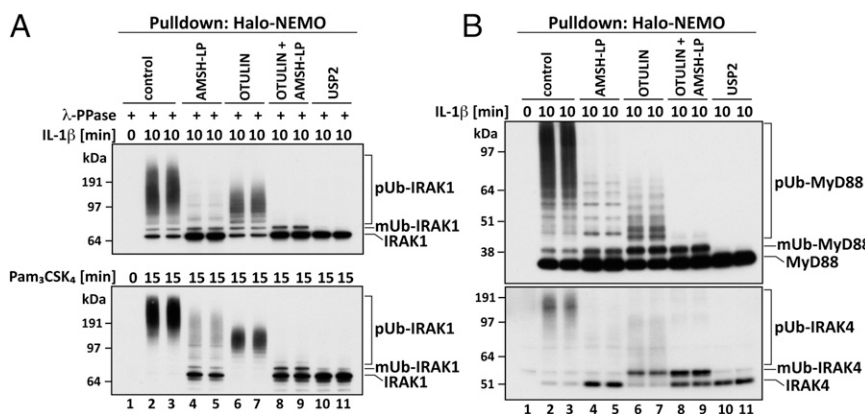 A
Pulldown: Halo-NEMO
control
AMSH-LP
OTULIN
OTULIN +
AMSH-LP
USP2
λ-PPase + + + + + + + + + + +
IL-1β [min] 0 10 10 10 10 10 10 10 10 10 10
kDa
191
97
64
pUb-IRAK1
mUb-IRAK1
IRAK1
Pam₃CSK₄ [min] 0 15 15 15 15 15 15 15 15 15 15
kDa
191
97
64
pUb-IRAK1
mUb-IRAK1
IRAK1
1 2 3 4 5 6 7 8 9 10 11
B
Pulldown: Halo-NEMO
control
AMSH-LP
OTULIN
OTULIN +
AMSH-LP
USP2
IL-1β [min] 0 10 10 10 10 10 10 10 10 10 10
kDa
97
64
51
38
pUb-MyD88
mUb-MyD88
MyD88
191
97
64
51
pUb-IRAK4
mUb-IRAK4
IRAK4
1 2 3 4 5 6 7 8 9 10 11